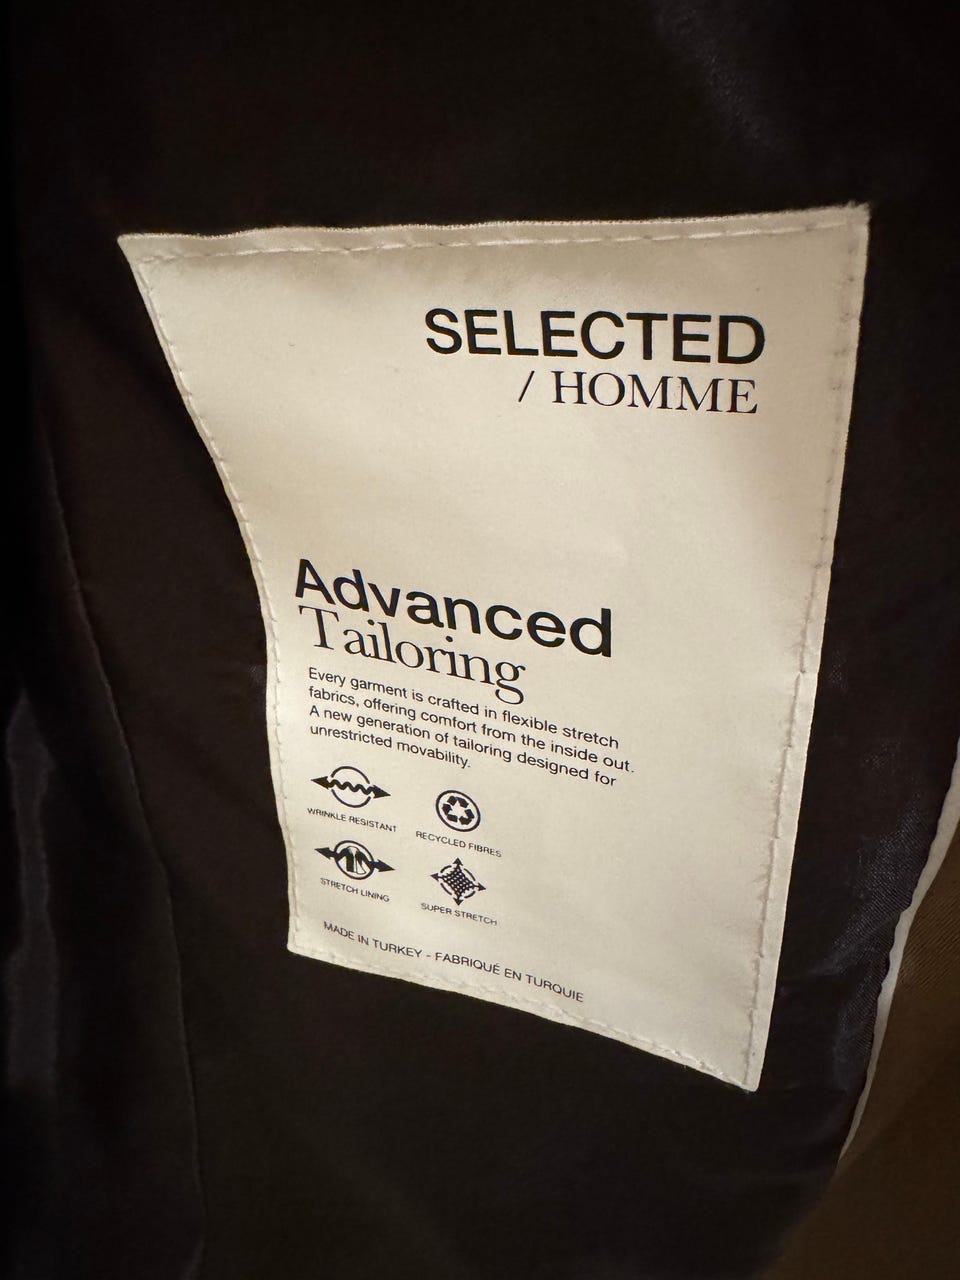 SELECTED
/ HOMME
Advanced
Tailoring
Every garment is crafted in flexible stretch
fabrics, offering comfort from the inside out.
A new generation of tailoring designed for
unrestricted movability.
WRINKLE RESISTANT
RECYCLED FIBRES
STRETCH LINING
SUPER STRETCH
MADE IN TURKEY - FABRIQUÉ EN TURQUIE